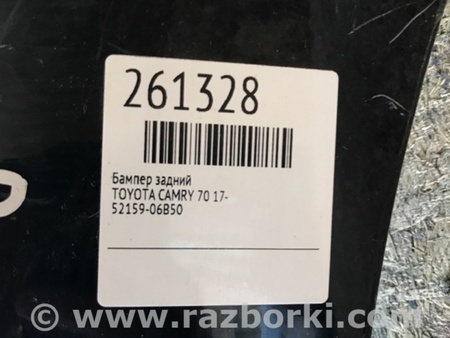 261328
Бампер задний
TOYOTA CAMRY 70 17-
52159-06B50
www.razborki.com